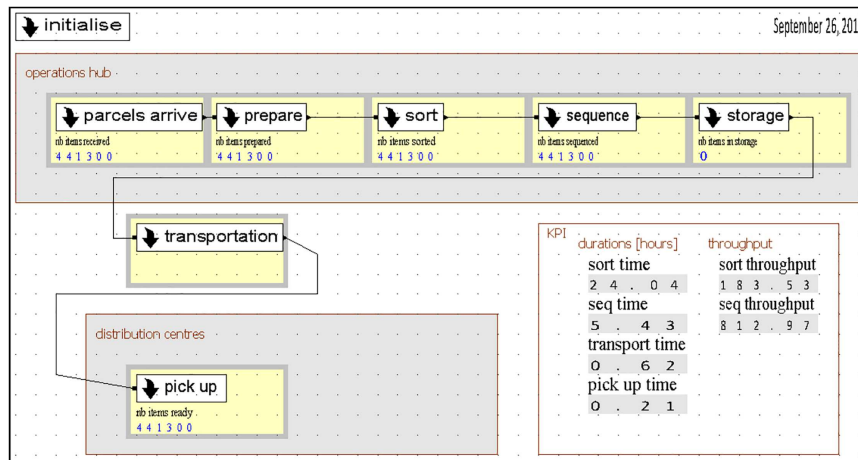 initialise
September 26, 201
operations hub
parcels arrive
prepare
sort
sequence
storage
nb items received
nb items prepared
nb items sorted
nb items sequenced
nb items in storage
441300
441300
441300
441300
0
transportation
KPI
durations [hours]
throughput
sort time
sort throughput
24.04
183.53
seq time
seq throughput
5.43
812.97
transport time
0.62
pick up time
0.21
distribution centres
pick up
nb items ready
441300